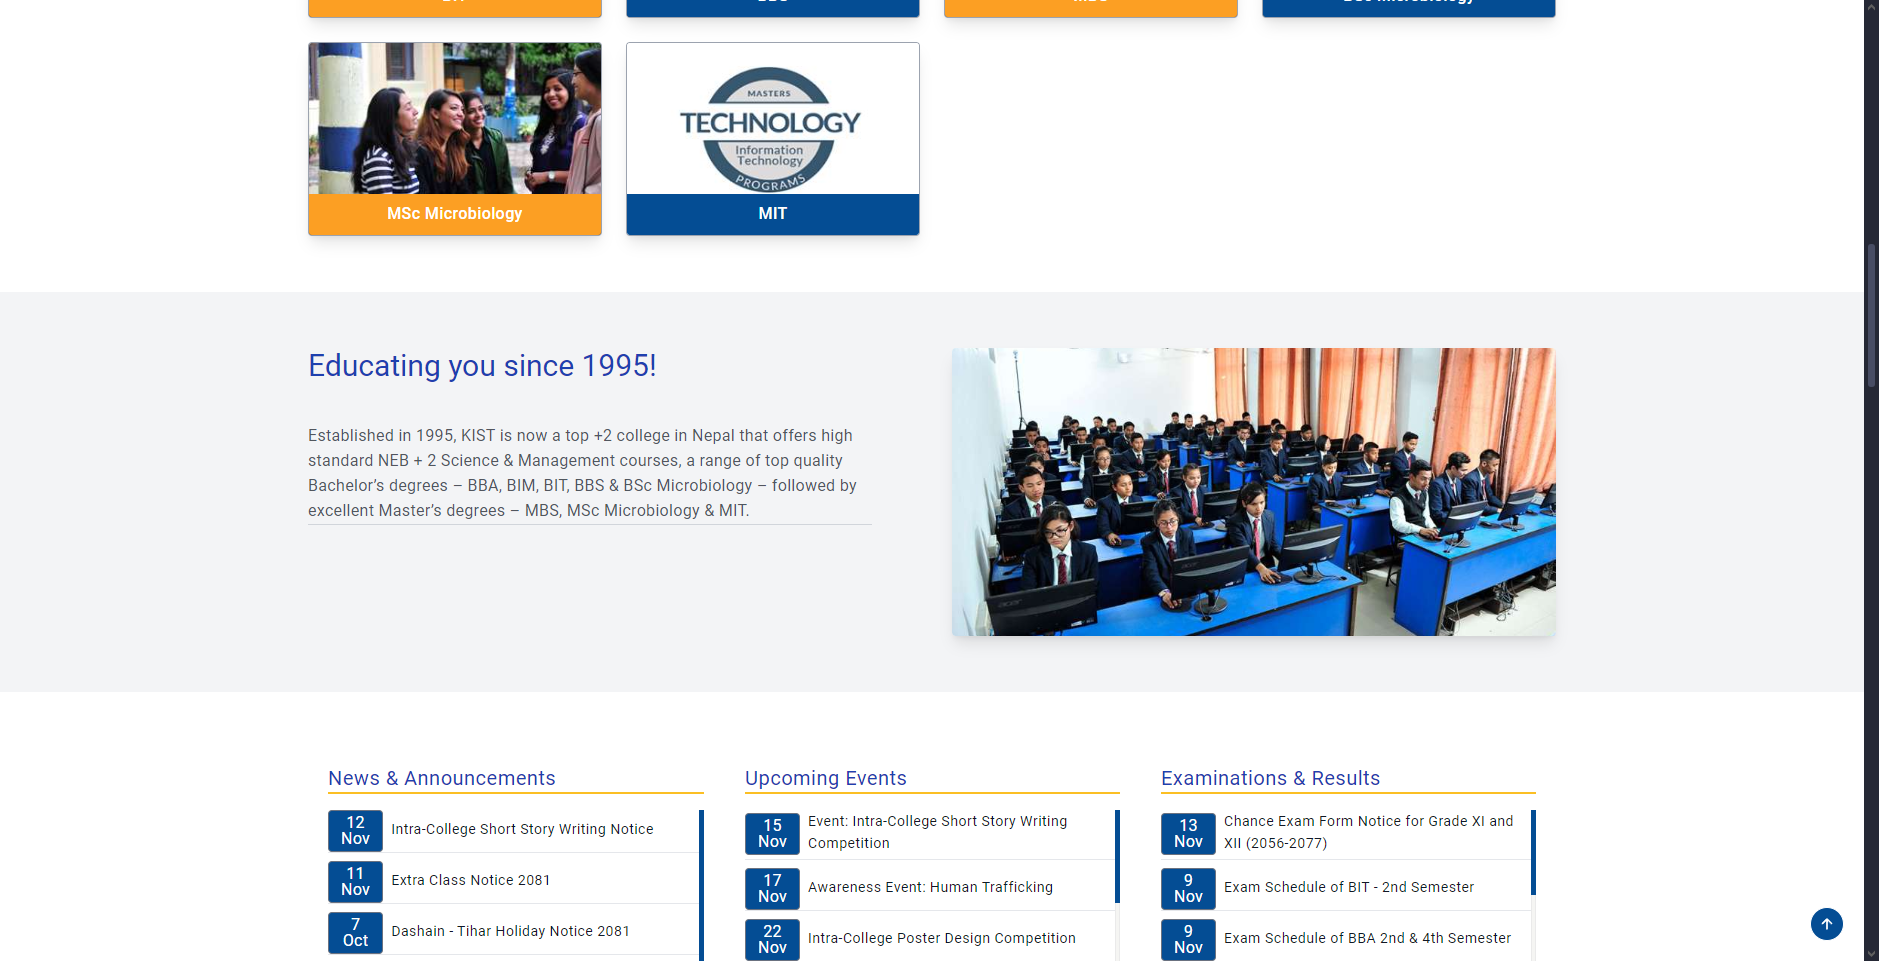 MASTERS
TECHNOLOGY
Information
Technology
PROGRAMS
MSc Microbiology
MIT
Educating you since 1995!
Established in 1995, KIST is now a top +2 college in Nepal that offers high
standard NEB + 2 Science & Management courses, a range of top quality
Bachelor’s degrees – BBA, BIM, BIT, BBS & BSc Microbiology – followed by
excellent Master’s degrees – MBS, MSc Microbiology & MIT.
News & Announcements
12
Nov
Intra-College Short Story Writing Notice
11
Nov
Extra Class Notice 2081
7
Oct
Dashain - Tihar Holiday Notice 2081
Upcoming Events
15
Nov
Event: Intra-College Short Story Writing
Competition
17
Nov
Awareness Event: Human Trafficking
22
Nov
Intra-College Poster Design Competition
Examinations & Results
13
Nov
Chance Exam Form Notice for Grade XI and
XII (2056-2077)
9
Nov
Exam Schedule of BIT - 2nd Semester
9
Nov
Exam Schedule of BBA 2nd & 4th Semester